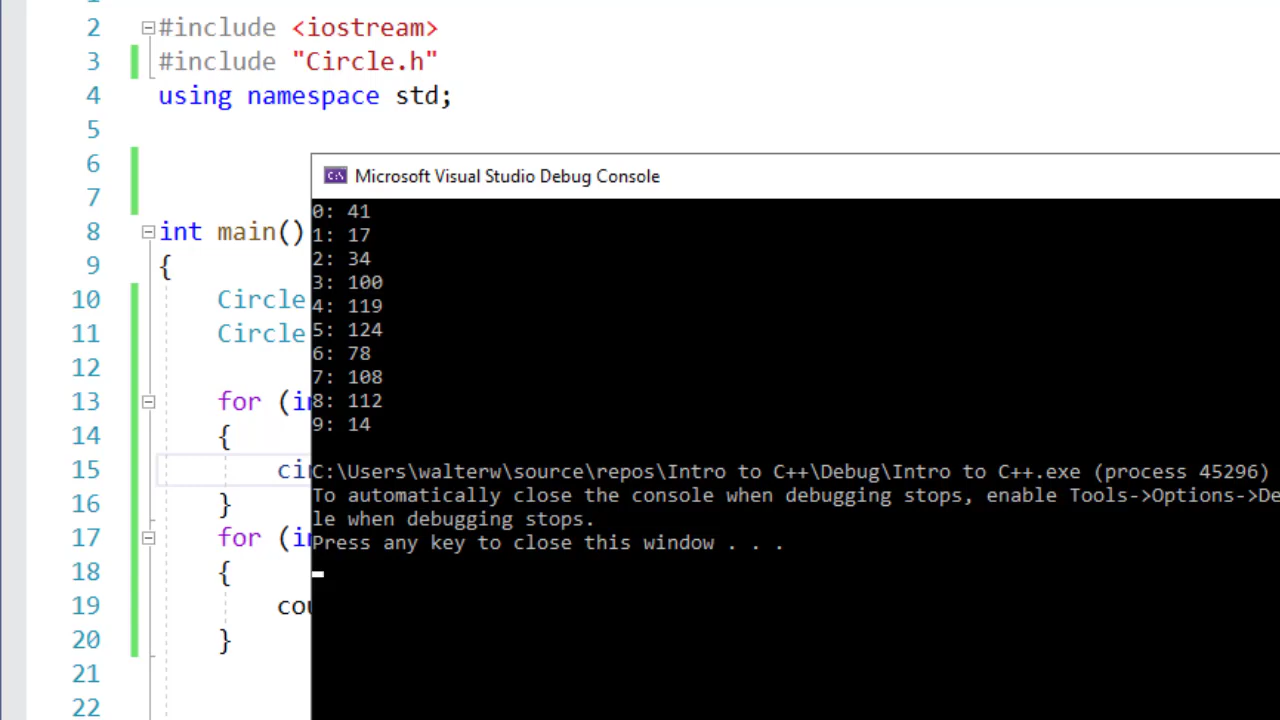 2 #include <iostream>
3 #include "Circle.h"
4 using namespace std;
5
6
7
8 int main()
9 {
10 Circle
11 Circle
12
13 for (in
14 {
15 cir
16 }
17 for (in
18 {
19 cou
20 }
21
22
Microsoft Visual Studio Debug Console
0: 41
1: 17
2: 34
3: 100
4: 119
5: 124
6: 78
7: 108
8: 112
9: 14
C:\Users\walterw\source\repos\Intro to C++\Debug\Intro to C++.exe (process 45296)
To automatically close the console when debugging stops, enable Tools->Options->De
le when debugging stops.
Press any key to close this window . . .